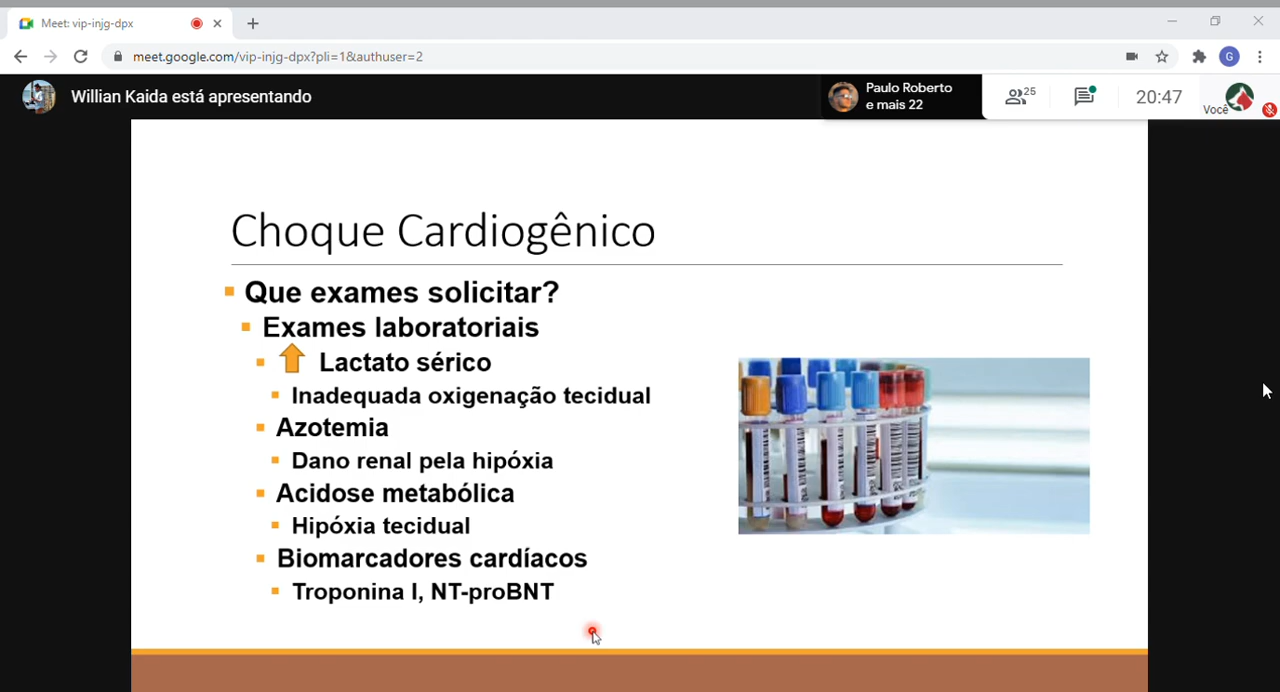 Meet: vip-injg-dpx
meet.google.com/vip-injg-dpx?pli=1&authuser=2
G
Willian Kaida está apresentando
Paulo Roberto
e mais 22
25
20:47
Você
Choque Cardiogênico
Que exames solicitar?
Exames laboratoriais
Lactato sérico
Inadequada oxigenação tecidual
Azotemia
Dano renal pela hipóxia
Acidose metabólica
Hipóxia tecidual
Biomarcadores cardíacos
Troponina I, NT-proBNT